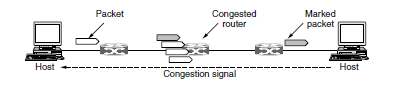 Packet
Congested
router
Marked
packet
Host
Congestion signal
Host